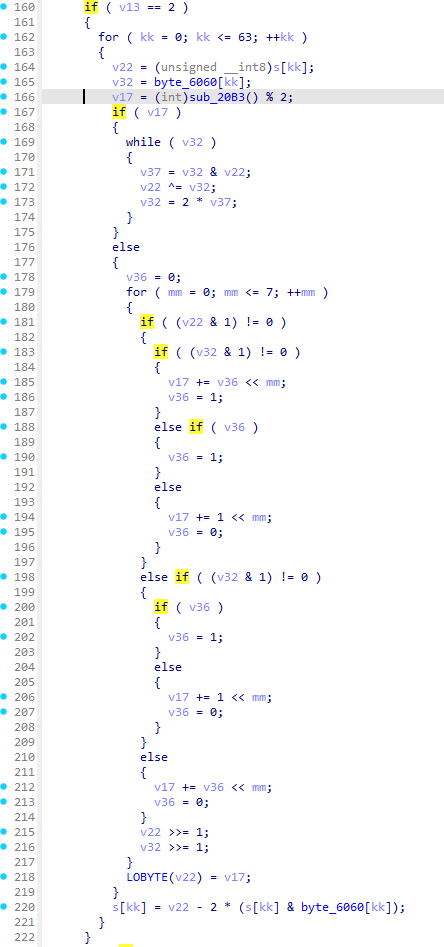 160 if ( v13 == 2 )
161 {
162 for ( kk = 0; kk <= 63; ++kk )
163 {
164 v22 = (unsigned __int8)s[kk];
165 v32 = byte_6060[kk];
166 v17 = (int)sub_20B3() % 2;
167 if ( v17 )
168 {
169 while ( v32 )
170 {
171 v37 = v32 & v22;
172 v22 ^= v32;
173 v32 = 2 * v37;
174 }
175 }
176 else
177 {
178 v36 = 0;
179 for ( mm = 0; mm <= 7; ++mm )
180 {
181 if ( (v22 & 1) != 0 )
182 {
183 if ( (v32 & 1) != 0 )
184 {
185 v17 += v36 << mm;
186 v36 = 1;
187 }
188 else if ( v36 )
189 {
190 v36 = 1;
191 }
192 else
193 {
194 v17 += 1 << mm;
195 v36 = 0;
196 }
197 }
198 else if ( (v32 & 1) != 0 )
199 {
200 if ( v36 )
201 {
202 v36 = 1;
203 }
204 else
205 {
206 v17 += 1 << mm;
207 v36 = 0;
208 }
209 }
210 else
211 {
212 v17 += v36 << mm;
213 v36 = 0;
214 }
215 v22 >>= 1;
216 v32 >>= 1;
217 }
218 LOBYTE(v22) = v17;
219 }
220 s[kk] = v22 - 2 * (s[kk] & byte_6060[kk]);
221 }
222 }